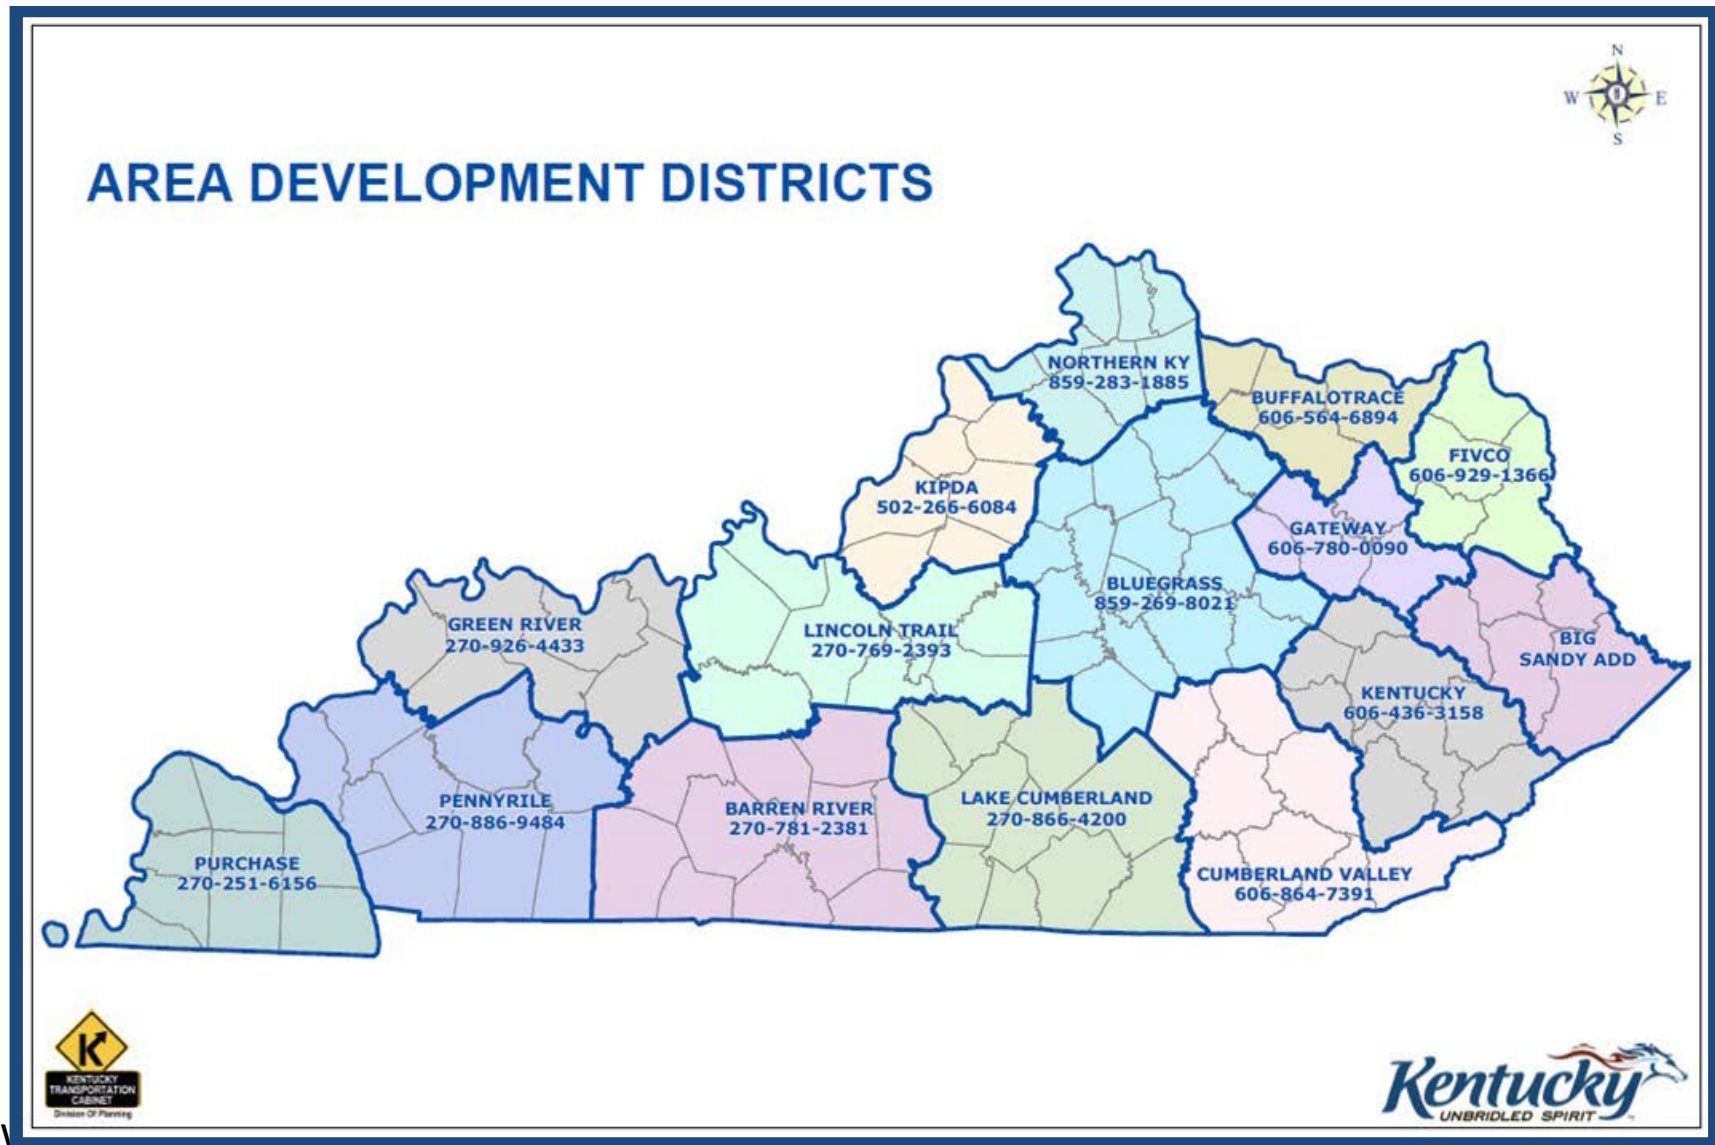 N
W E
S
AREA DEVELOPMENT DISTRICTS
NORTHERN KY
859-283-1885
BUFFALOTRACE
606-564-6894
FIVCO
606-929-1366
KIPDA
502-266-6084
GATEWAY
606-780-0090
BLUEGRASS
859-269-8021
GREEN RIVER
270-926-4433
LINCOLN TRAIL
270-769-2393
BIG
SANDY ADD
KENTUCKY
606-436-3158
PENNYRILE
270-886-9484
BARREN RIVER
270-781-2381
LAKE CUMBERLAND
270-866-4200
PURCHASE
270-251-6156
CUMBERLAND VALLEY
606-864-7391
K
KENTUCKY
TRANSPORTATION
CABINET
Division Of Planning
Kentucky
UNBRIDLED SPIRIT